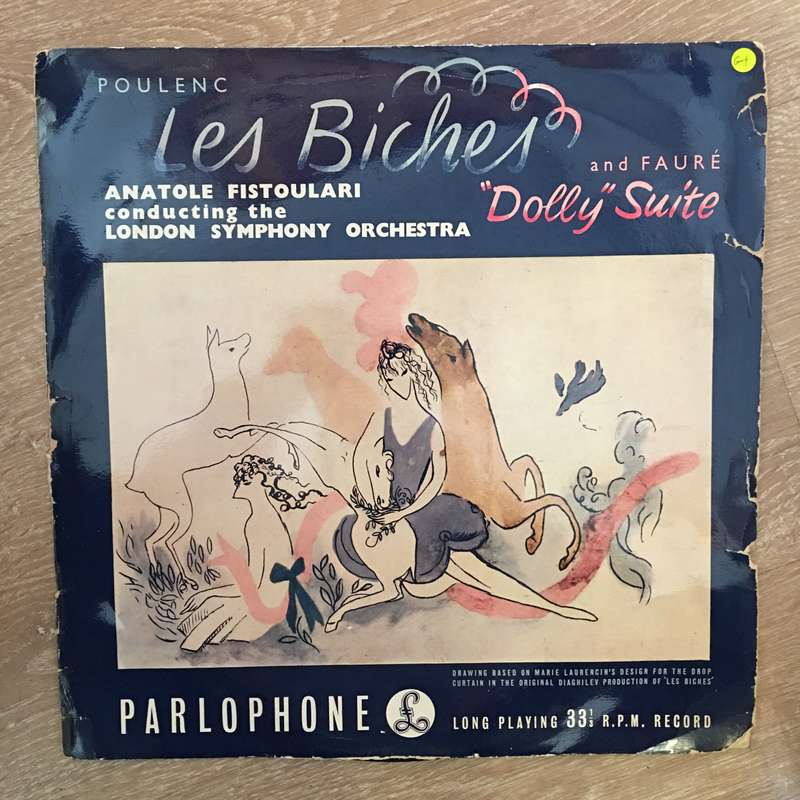 POULENC
Les Biches
and FAURÉ
"Dolly" Suite
ANATOLE FISTOULARI
conducting the
LONDON SYMPHONY ORCHESTRA
DRAWING BASED ON MARIE LAURENCIN'S DESIGN FOR THE DROP
CURTAIN IN THE ORIGINAL DIAGHILEV PRODUCTION OF 'LES BICHES'
PARLOPHONE £ LONG PLAYING 33⅓ R.P.M. RECORD